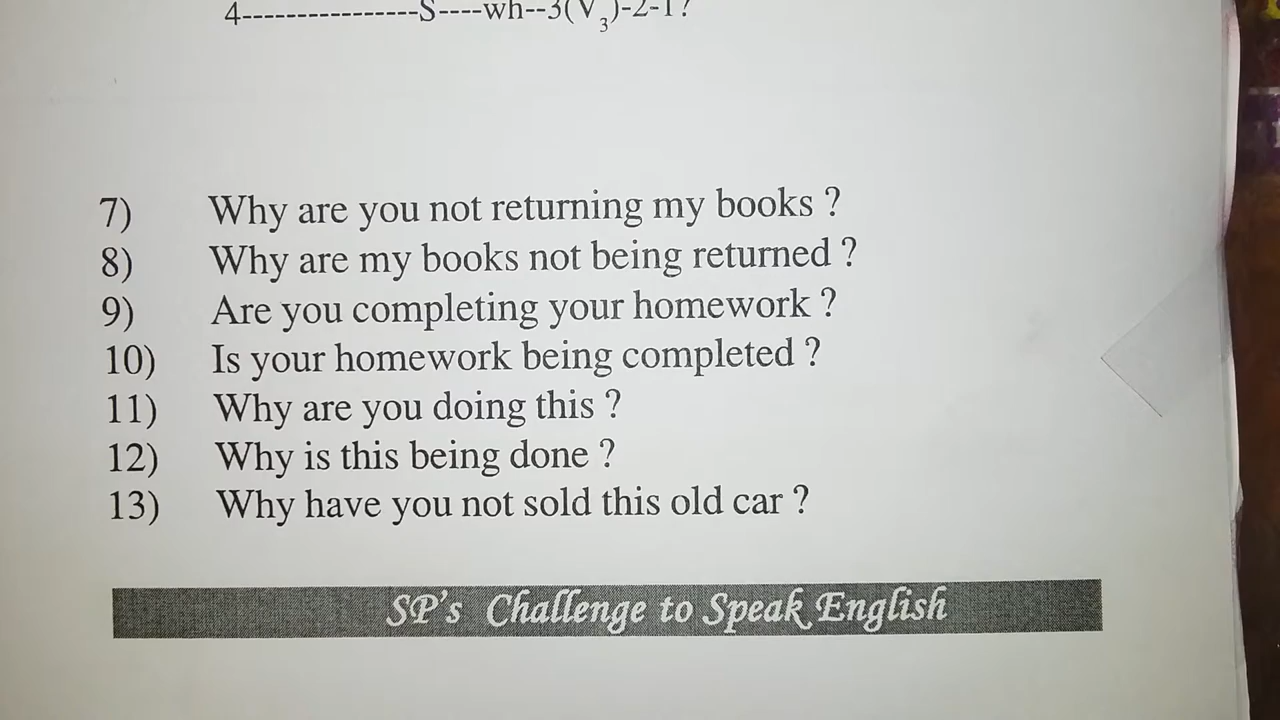 4----------------S----wh--3(V3)-2-1?
7) Why are you not returning my books ?
8) Why are my books not being returned ?
9) Are you completing your homework ?
10) Is your homework being completed ?
11) Why are you doing this ?
12) Why is this being done ?
13) Why have you not sold this old car ?
SP's Challenge to Speak English